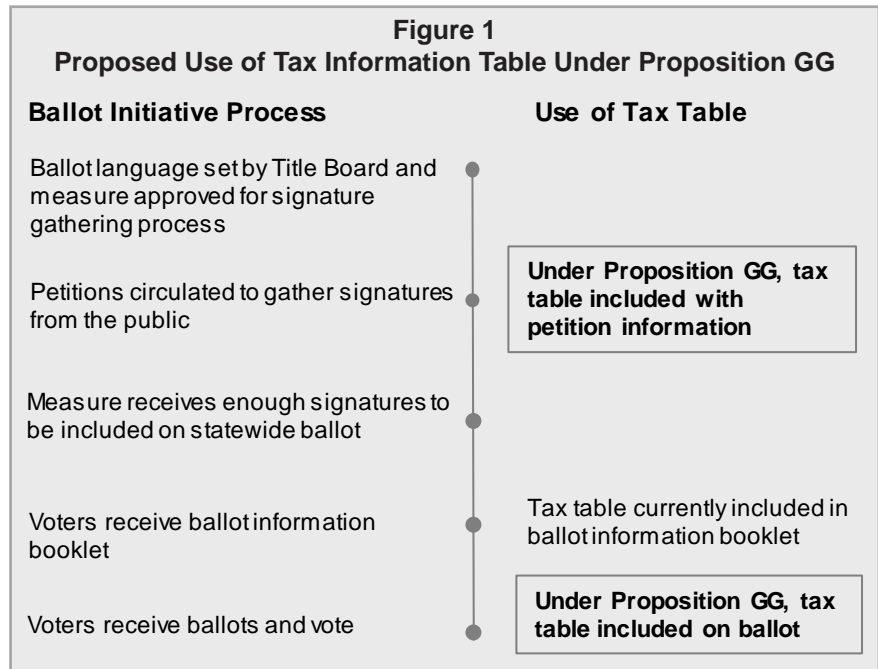 Figure 1
Proposed Use of Tax Information Table Under Proposition GG
Ballot Initiative Process
Use of Tax Table
Ballot language set by Title Board and
measure approved for signature
gathering process
Under Proposition GG, tax
table included with
petition information
Petitions circulated to gather signatures
from the public
Measure receives enough signatures to
be included on statewide ballot
Voters receive ballot information
booklet
Tax table currently included in
ballot information booklet
Voters receive ballots and vote
Under Proposition GG, tax
table included on ballot